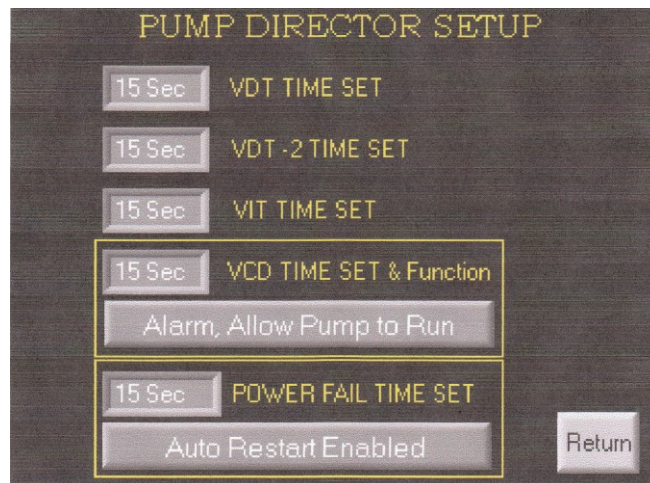 PUMP DIRECTOR SETUP
15 Sec VDT TIME SET
15 Sec VDT -2 TIME SET
15 Sec VIT TIME SET
15 Sec VCD TIME SET & Function
Alarm, Allow Pump to Run
15 Sec POWER FAIL TIME SET
Auto Restart Enabled
Return